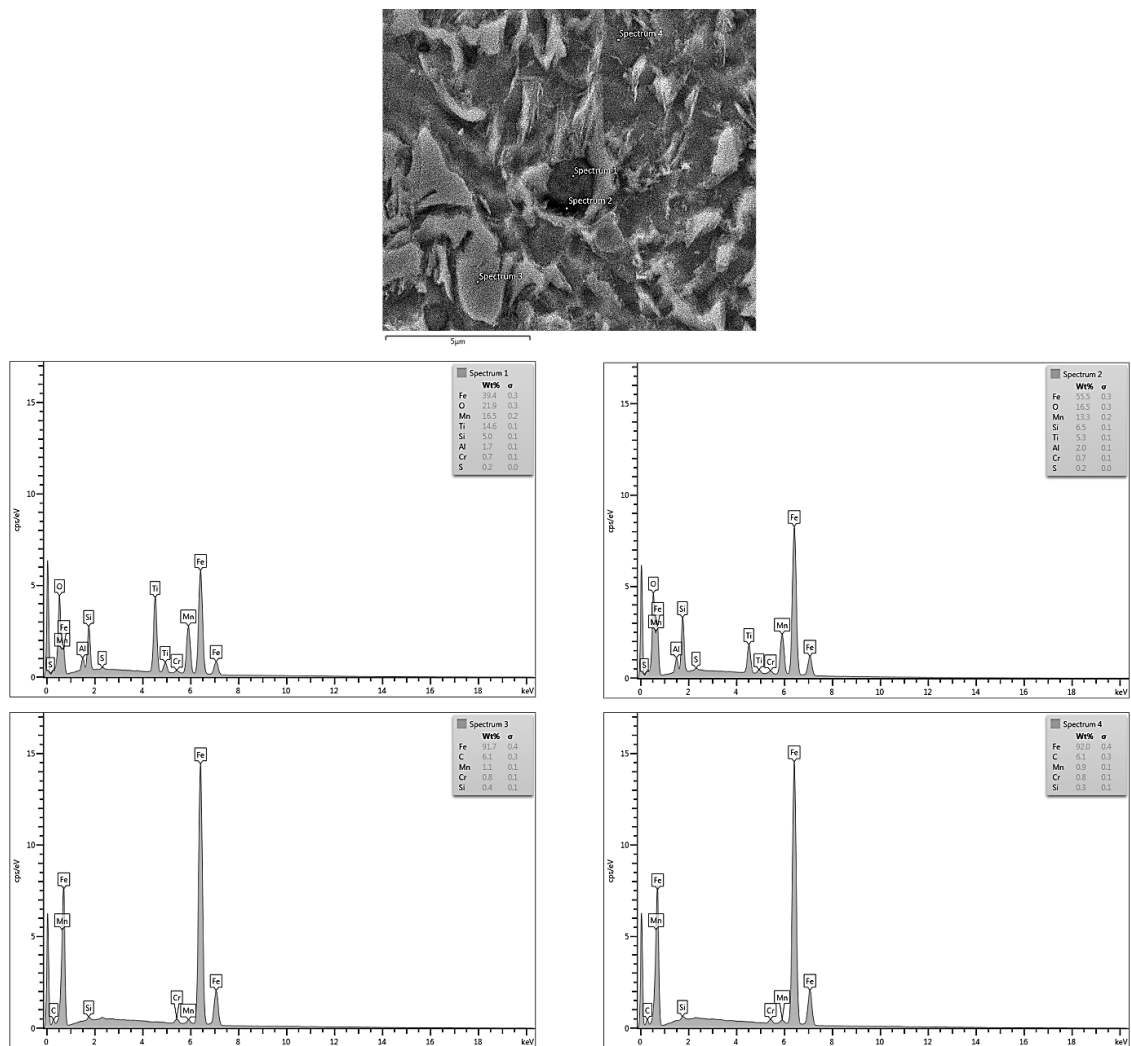 Spectrum 4
Spectrum 1
Spectrum 2
Spectrum 3
5μm
Spectrum 1
Wt% σ
Fe 39.4 0.3
O 21.9 0.3
Mn 16.5 0.2
Ti 14.6 0.1
Si 5.0 0.1
Al 1.7 0.1
Cr 0.7 0.1
S 0.2 0.0
15
10
cps/eV
5
0
Fe
O
Ti
Mn
Si
Fe
Mn
Al
S
Ti
Cr
Fe
S
0 2 4 6 8 10 12 14 16 18 keV
Spectrum 2
Wt% σ
Fe 55.5 0.3
O 16.5 0.3
Mn 13.3 0.2
Si 6.5 0.1
Ti 5.3 0.1
Al 2.0 0.1
Cr 0.7 0.1
S 0.2 0.0
15
10
cps/eV
5
0
Fe
O
Fe
Si
Mn
Mn
Ti
Al
S
Ti
Cr
Fe
S
0 2 4 6 8 10 12 14 16 18 keV
Spectrum 3
Wt% σ
Fe 91.7 0.4
C 6.1 0.3
Mn 1.1 0.1
Cr 0.8 0.1
Si 0.4 0.1
15
10
cps/eV
5
0
Fe
Fe
Mn
Fe
Cr
Mn
Si
C
0 2 4 6 8 10 12 14 16 18 keV
Spectrum 4
Wt% σ
Fe 92.0 0.4
C 6.1 0.3
Mn 0.9 0.1
Cr 0.8 0.1
Si 0.3 0.1
15
10
cps/eV
5
0
Fe
Fe
Mn
Fe
Mn
Cr
Si
C
0 2 4 6 8 10 12 14 16 18 keV